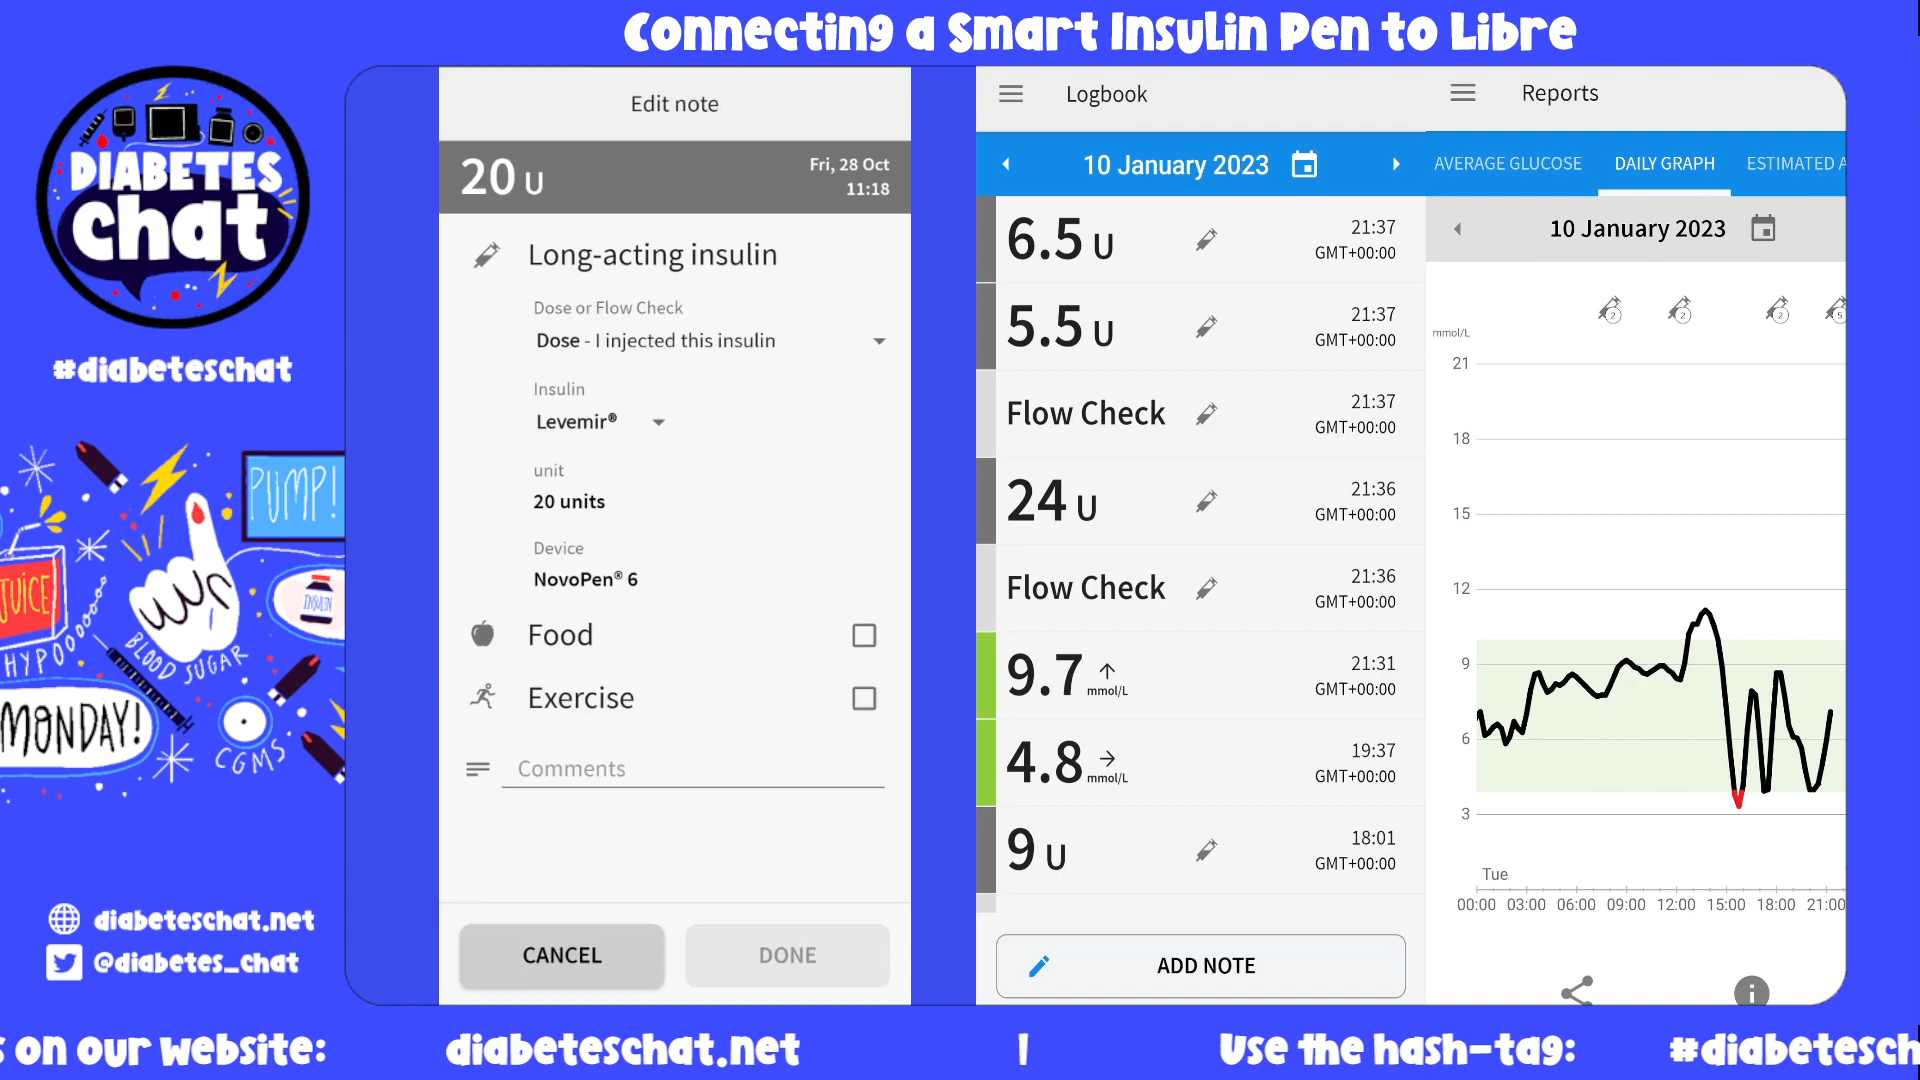 Connecting a Smart Insulin Pen to Libre
DIABETES
chat
#diabeteschat
PUMP!
JUICE
INSULIN
HYPOOOOOO
BLOOD SUGAR
MONDAY!
CGMS
diabeteschat.net
@diabetes_chat
Edit note
20 U
Fri, 28 Oct
11:18
Long-acting insulin
Dose or Flow Check
Dose - I injected this insulin
Insulin
Levemir®
unit
20 units
Device
NovoPen® 6
Food
Exercise
Comments
CANCEL
DONE
Logbook
10 January 2023
6.5 U
21:37
GMT+00:00
5.5 U
21:37
GMT+00:00
Flow Check
21:37
GMT+00:00
24 U
21:36
GMT+00:00
Flow Check
21:36
GMT+00:00
9.7 ↑ mmol/L
21:31
GMT+00:00
4.8 → mmol/L
19:37
GMT+00:00
9 U
18:01
GMT+00:00
ADD NOTE
Reports
AVERAGE GLUCOSE DAILY GRAPH ESTIMATED A
10 January 2023
2 2 2 5
mmol/L
21
18
15
12
9
6
3
Tue
00:00 03:00 06:00 09:00 12:00 15:00 18:00 21:00
s on our website: diabeteschat.net | Use the hash-tag: #diabetesch